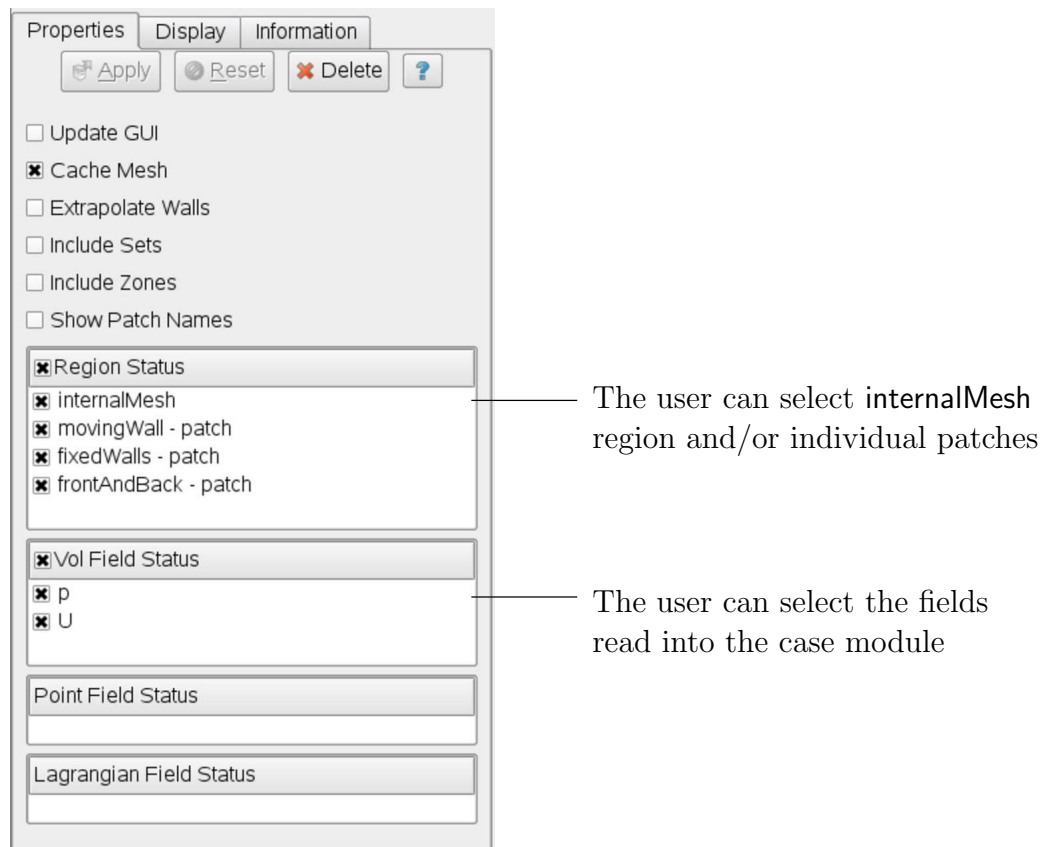 Properties Display Information
Apply Reset Delete ?
Update GUI
Cache Mesh
Extrapolate Walls
Include Sets
Include Zones
Show Patch Names
Region Status
internalMesh
movingWall - patch
fixedWalls - patch
frontAndBack - patch
The user can select internalMesh
region and/or individual patches
Vol Field Status
p
U
The user can select the fields
read into the case module
Point Field Status
Lagrangian Field Status